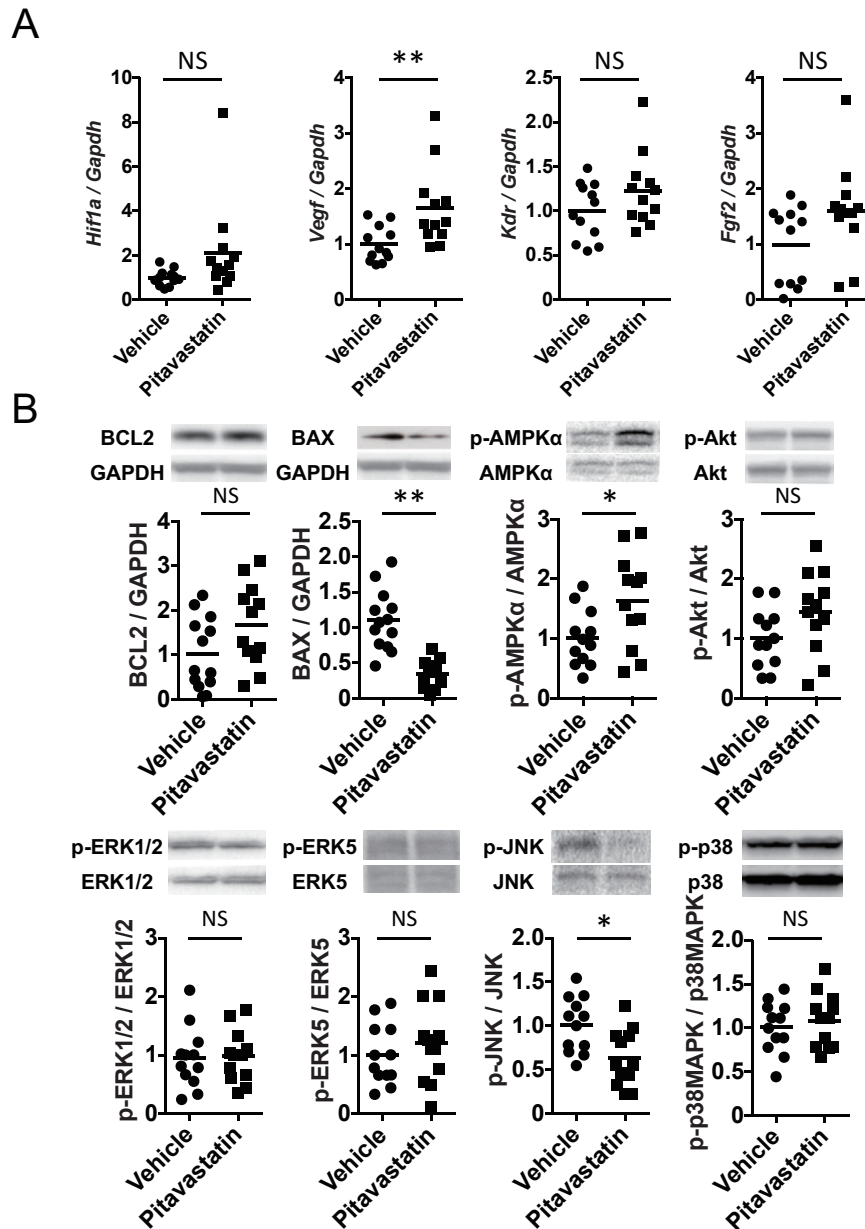 A
NS
**
NS
NS
Hif1a / Gapdh
10
8
6
4
2
0
Vehicle
Pitavastatin
Vegf / Gapdh
4
3
2
1
0
Vehicle
Pitavastatin
Kdr / Gapdh
2.5
2.0
1.5
1.0
0.5
0.0
Vehicle
Pitavastatin
Fgf2 / Gapdh
4
3
2
1
0
Vehicle
Pitavastatin
B
BCL2
GAPDH
NS
BCL2 / GAPDH
4
3
2
1
0
Vehicle
Pitavastatin
BAX
GAPDH
**
BAX / GAPDH
2.5
2.0
1.5
1.0
0.5
0
Vehicle
Pitavastatin
p-AMPKα
AMPKα
*
p-AMPKα / AMPKα
3
2
1
0
Vehicle
Pitavastatin
p-Akt
Akt
NS
p-Akt / Akt
3
2
1
0
Vehicle
Pitavastatin
p-ERK1/2
ERK1/2
NS
p-ERK1/2 / ERK1/2
3
2
1
0
Vehicle
Pitavastatin
p-ERK5
ERK5
NS
p-ERK5 / ERK5
3
2
1
0
Vehicle
Pitavastatin
p-JNK
JNK
*
p-JNK / JNK
2.0
1.5
1.0
0.5
0
Vehicle
Pitavastatin
p-p38
p38
NS
p-p38MAPK / p38MAPK
2.0
1.5
1.0
0.5
0
Vehicle
Pitavastatin